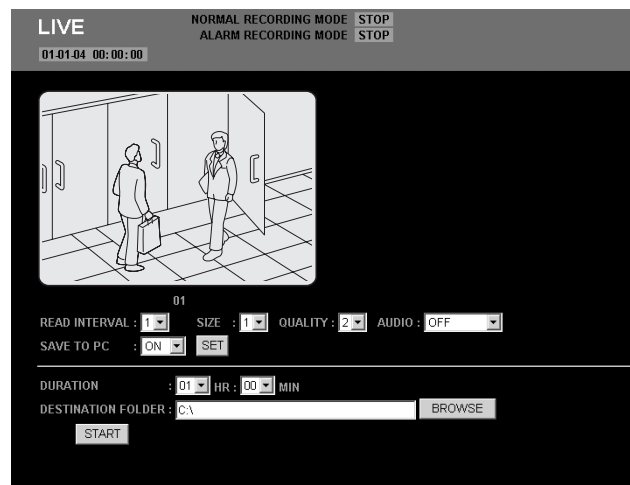 LIVE
NORMAL RECORDING MODE STOP
ALARM RECORDING MODE STOP
01-01-04 00:00:00
01
READ INTERVAL : 1 SIZE : 1 QUALITY : 2 AUDIO : OFF
SAVE TO PC : ON SET
DURATION : 01 HR : 00 MIN
DESTINATION FOLDER : C:\ BROWSE
START